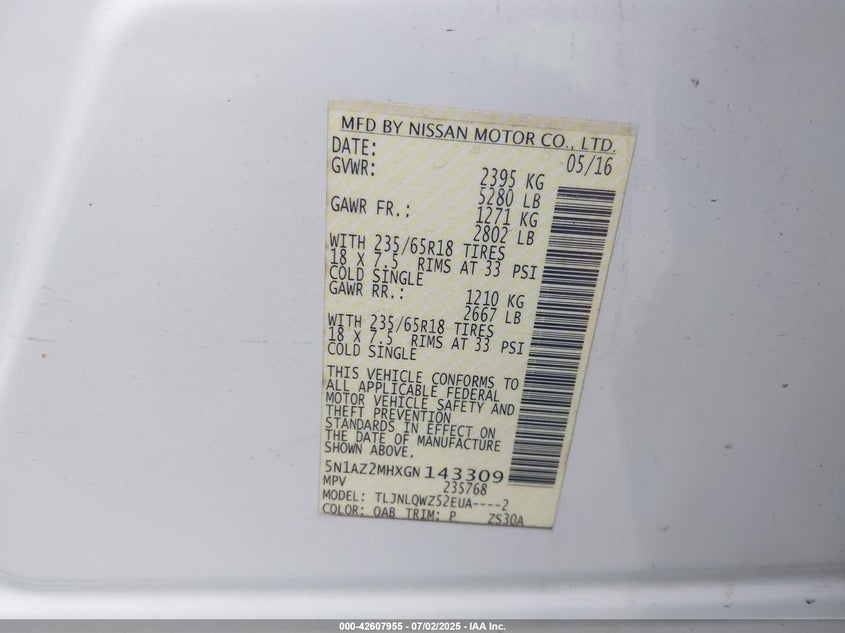 MFD BY NISSAN MOTOR CO., LTD.
DATE: 05/16
GVWR: 2395 KG
5280 LB
GAWR FR.: 1271 KG
2802 LB
WITH 235/65R18 TIRES
18 X 7.5 RIMS AT 33 PSI
COLD SINGLE
GAWR RR.: 1210 KG
2667 LB
WITH 235/65R18 TIRES
18 X 7.5 RIMS AT 33 PSI
COLD SINGLE
THIS VEHICLE CONFORMS TO
ALL APPLICABLE FEDERAL
MOTOR VEHICLE SAFETY AND
THEFT PREVENTION
STANDARDS IN EFFECT ON
THE DATE OF MANUFACTURE
SHOWN ABOVE.
5N1AZ2MHXGN143309
MPV 235768
MODEL: TLJNLQWZ52EUA----2
COLOR: QAB TRIM: P ZS30A
000-42607955 - 07/02/2025 - IAA Inc.